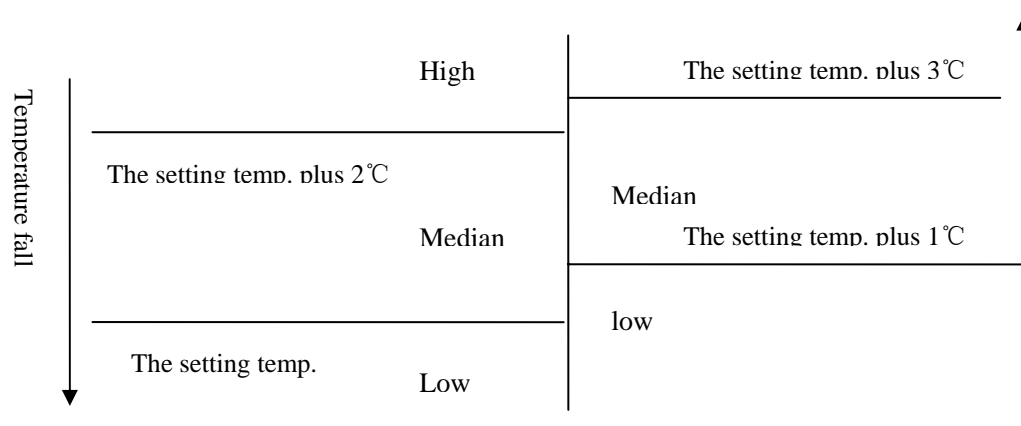 High
The setting temp. plus 3℃
Temperature fall
The setting temp. plus 2℃
Median
Median
The setting temp. plus 1℃
low
The setting temp.
Low